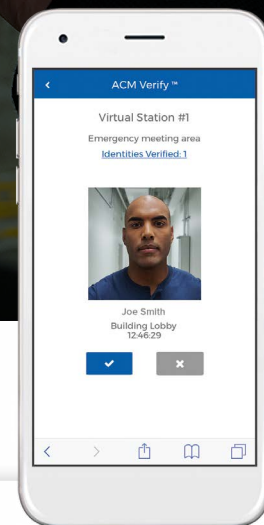 ACM Verify ™
Virtual Station #1
Emergency meeting area
Identities Verified: 1
Joe Smith
Building Lobby
12:46:29